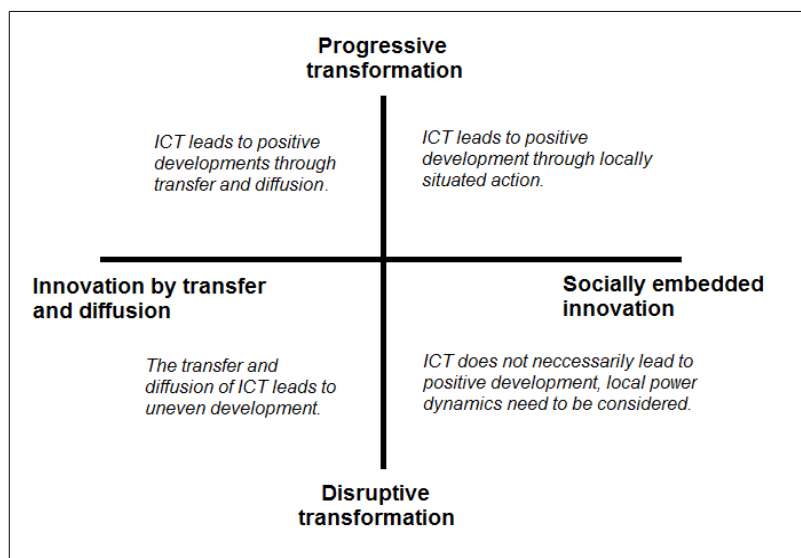 Progressive
transformation
ICT leads to positive
developments through
transfer and diffusion.
ICT leads to positive
development through locally
situated action.
Innovation by transfer
and diffusion
Socially embedded
innovation
The transfer and
diffusion of ICT leads to
uneven development.
ICT does not neccessarily lead to
positive development, local power
dynamics need to be considered.
Disruptive
transformation